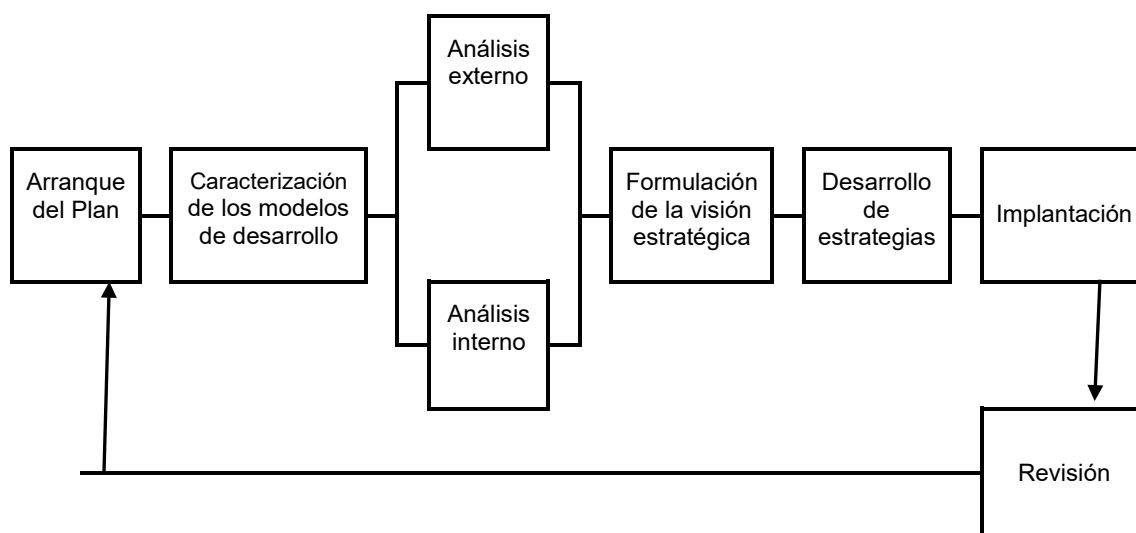 Análisis
externo
Arranque
del Plan
Caracterización
de los modelos
de desarrollo
Formulación
de la visión
estratégica
Desarrollo
de
estrategias
Implantación
Análisis
interno
Revisión